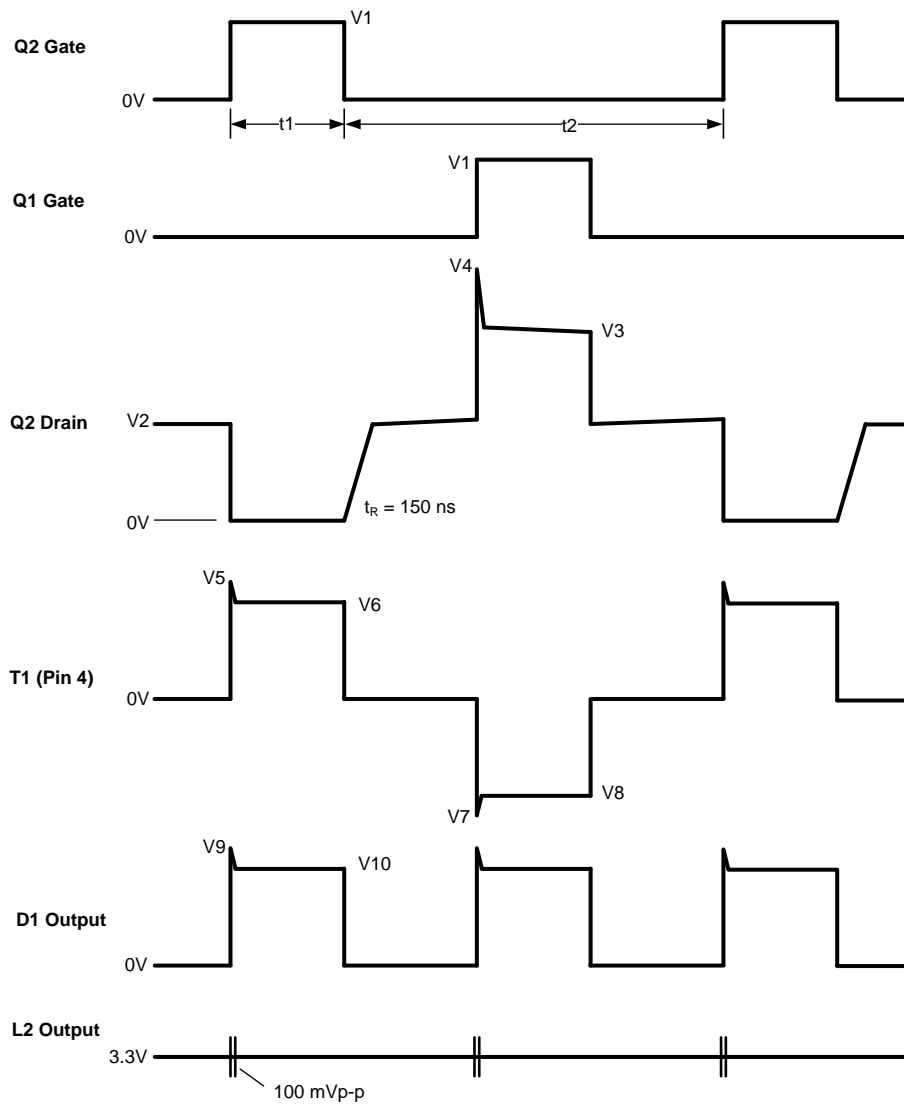 V1
Q2 Gate
0V
t1
t2
V1
Q1 Gate
0V
V4
V3
V2
Q2 Drain
tR = 150 ns
0V
V5
V6
T1 (Pin 4)
0V
V8
V7
V9
V10
D1 Output
0V
L2 Output
3.3V
100 mVp-p